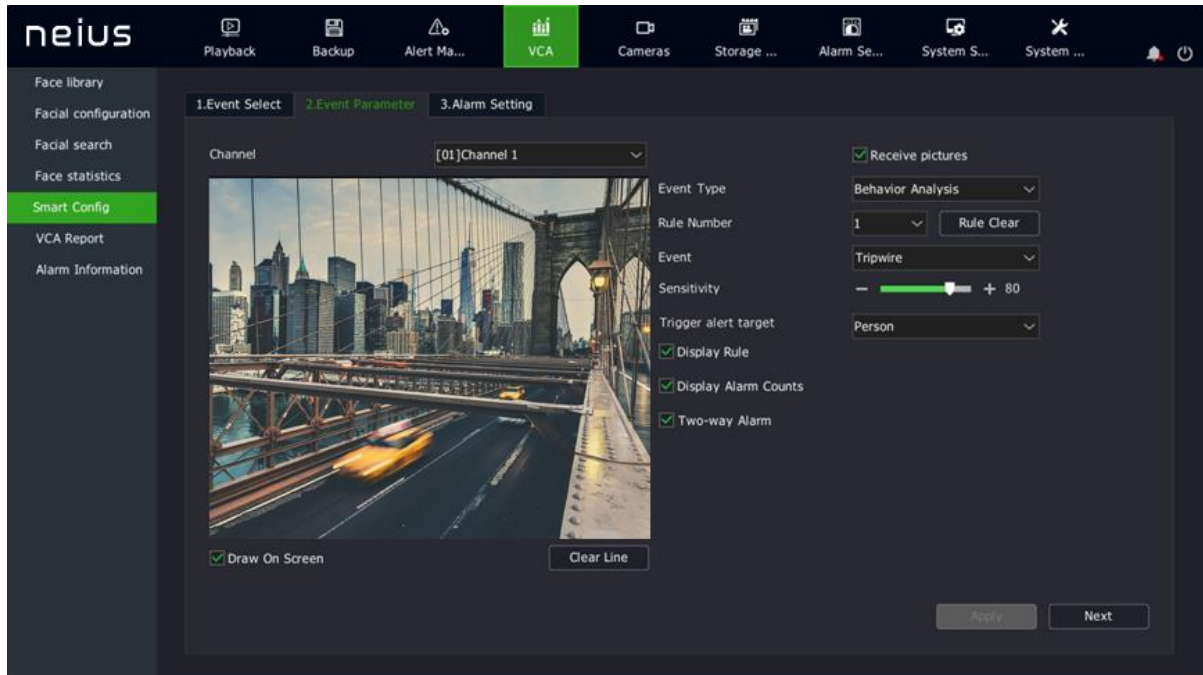 neius
Playback Backup Alert Ma... VCA Cameras Storage ... Alarm Se... System S... System ...
Face library
Facial configuration
Facial search
Face statistics
Smart Config
VCA Report
Alarm Information
1.Event Select 2.Event Parameter 3.Alarm Setting
Channel [01]Channel 1 Receive pictures
Event Type Behavior Analysis
Rule Number 1 Rule Clear
Event Tripwire
Sensitivity − + 80
Trigger alert target Person
Display Rule
Display Alarm Counts
Two-way Alarm
Draw On Screen Clear Line
Apply Next